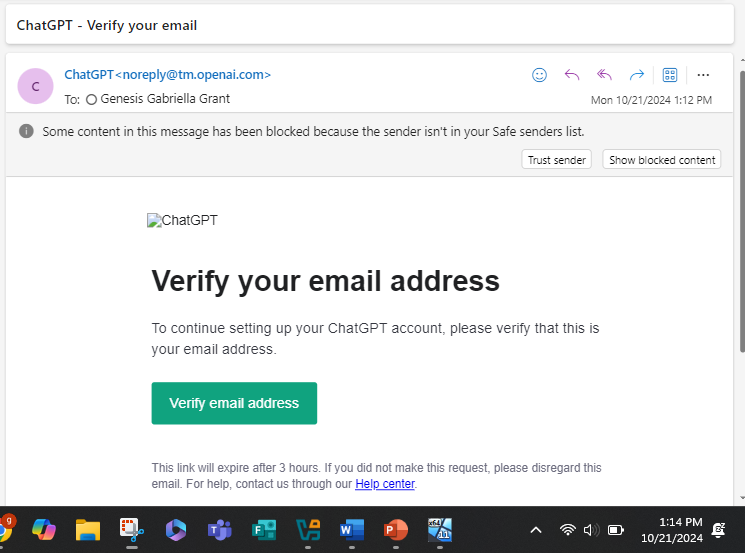 ChatGPT - Verify your email
C
ChatGPT<noreply@tm.openai.com>
To: Genesis Gabriella Grant
Mon 10/21/2024 1:12 PM
Some content in this message has been blocked because the sender isn't in your Safe senders list.
Trust sender
Show blocked content
ChatGPT
Verify your email address
To continue setting up your ChatGPT account, please verify that this is
your email address.
Verify email address
This link will expire after 3 hours. If you did not make this request, please disregard this
email. For help, contact us through our Help center.
9
T
F
W
P
x64
11
1:14 PM
10/21/2024